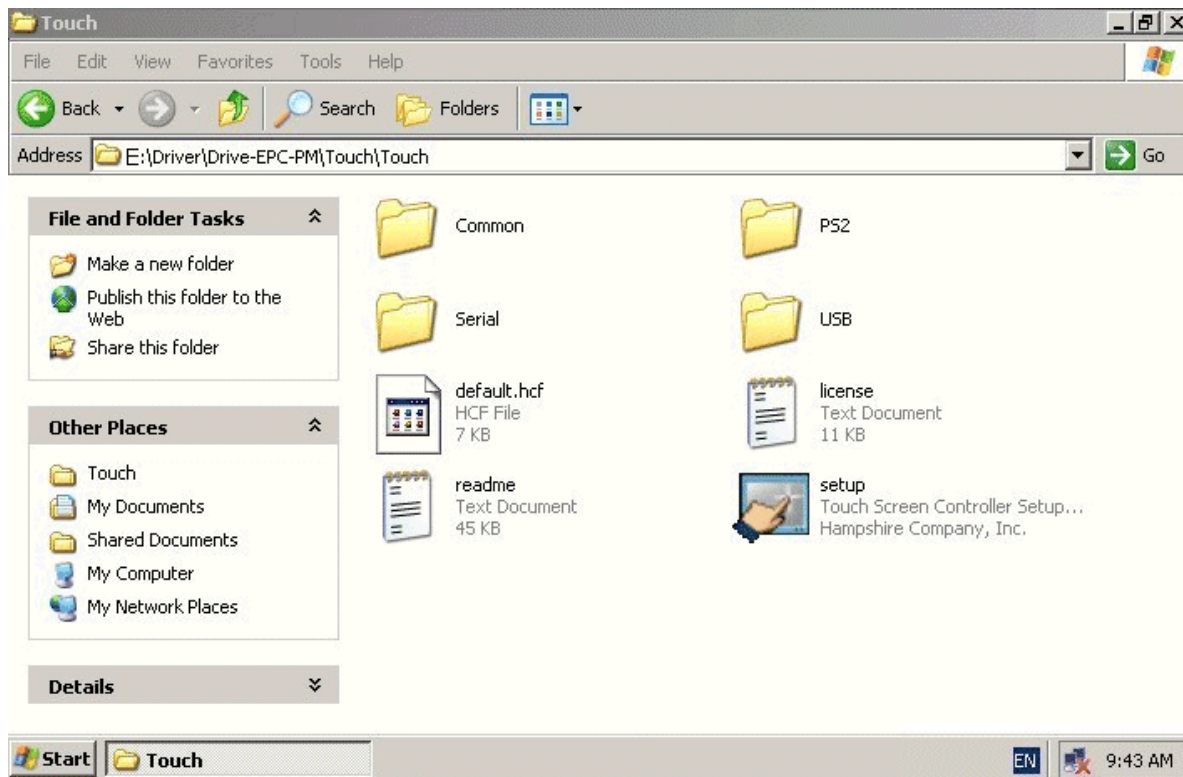 Touch
File Edit View Favorites Tools Help
Back Search Folders
Address E:\Driver\Drive-EPC-PM\Touch\Touch Go
File and Folder Tasks
Make a new folder
Publish this folder to the
Web
Share this folder
Other Places
Touch
My Documents
Shared Documents
My Computer
My Network Places
Details
Common
PS2
Serial
USB
default.hcf
HCF File
7 KB
license
Text Document
11 KB
readme
Text Document
45 KB
setup
Touch Screen Controller Setup...
Hampshire Company, Inc.
Start Touch EN 9:43 AM